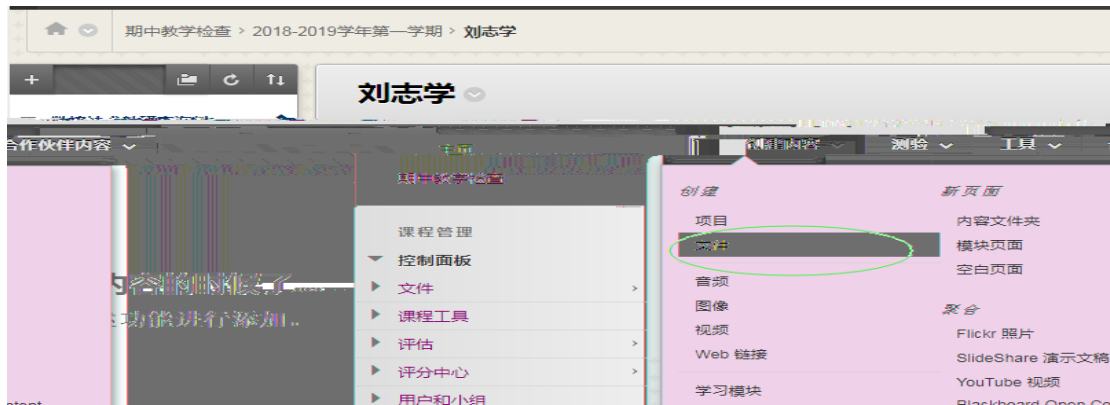 期中教学检查 > 2018-2019学年第一学期 > 刘志学
刘志学
合作伙伴内容
测验
工具
期中教学检查
课程管理
控制面板
文件
课程工具
评估
评分中心
用户和小组
创建
项目
文件
音频
图像
视频
Web 链接
学习模块
新页面
内容文件夹
模块页面
空白页面
聚合
Flickr 照片
SlideShare 演示文稿
YouTube 视频